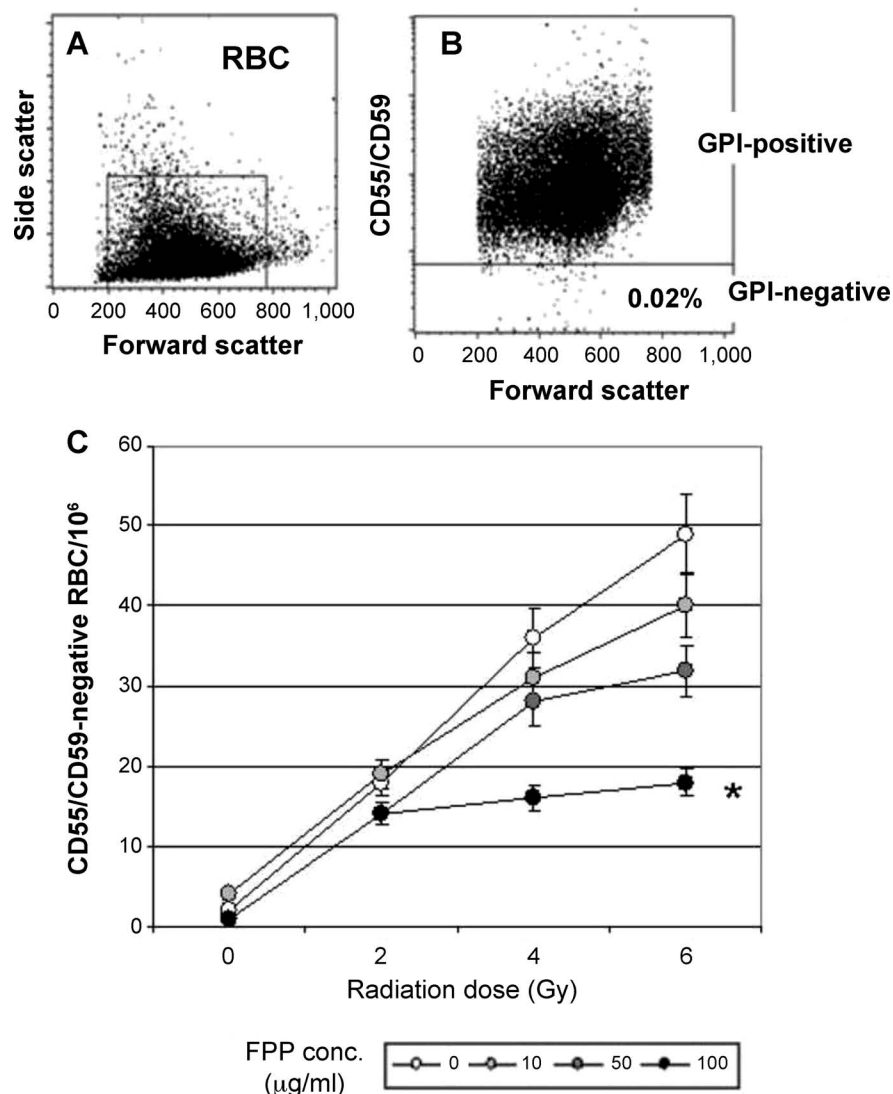 A
RBC
Side scatter
0 200 400 600 800 1,000
Forward scatter
B
CD55/CD59
GPI-positive
0.02%
GPI-negative
0 200 400 600 800 1,000
Forward scatter
C
CD55/CD59-negative RBC/10⁶
60
50
40
30
20
10
0
*
0 2 4 6
Radiation dose (Gy)
FPP conc.
(μg/ml)
0 10 50 100